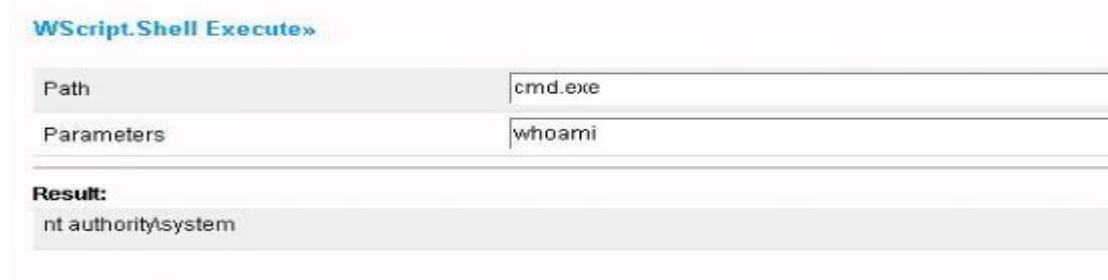 WScript.Shell Execute»
Path cmd.exe
Parameters whoami
Result:
nt authority\system